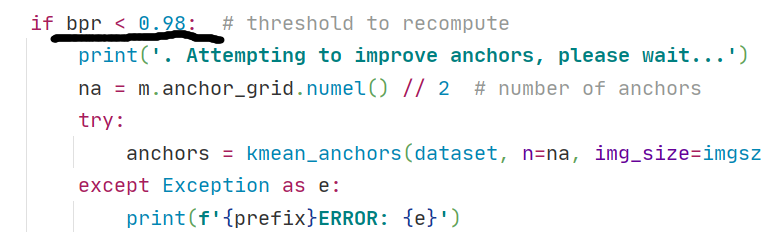 if bpr < 0.98:  # threshold to recompute
    print('. Attempting to improve anchors, please wait...')
    na = m.anchor_grid.numel() // 2  # number of anchors
    try:
        anchors = kmean_anchors(dataset, n=na, img_size=imgsz
    except Exception as e:
        print(f'{prefix}ERROR: {e}')